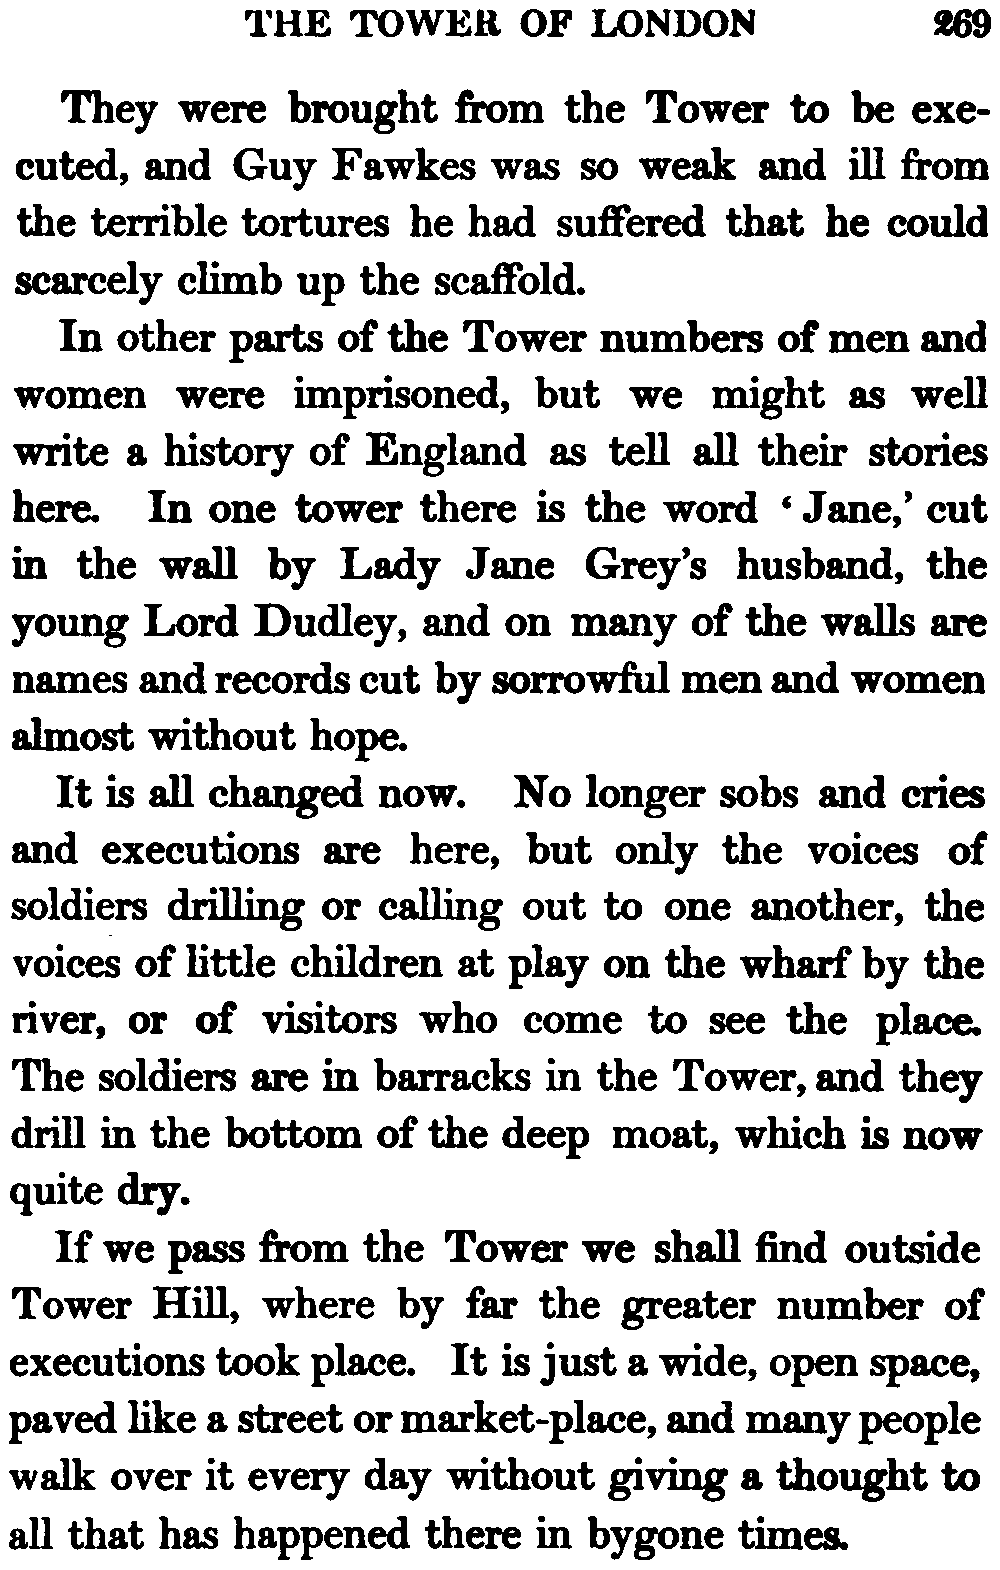 THE TOWER OF LONDON 269
They were brought from the Tower to be exe-
cuted, and Guy Fawkes was so weak and ill from
the terrible tortures he had suffered that he could
scarcely climb up the scaffold.
In other parts of the Tower numbers of men and
women were imprisoned, but we might as well
write a history of England as tell all their stories
here. In one tower there is the word ‘ Jane,’ cut
in the wall by Lady Jane Grey’s husband, the
young Lord Dudley, and on many of the walls are
names and records cut by sorrowful men and women
almost without hope.
It is all changed now. No longer sobs and cries
and executions are here, but only the voices of
soldiers drilling or calling out to one another, the
voices of little children at play on the wharf by the
river, or of visitors who come to see the place.
The soldiers are in barracks in the Tower, and they
drill in the bottom of the deep moat, which is now
quite dry.
If we pass from the Tower we shall find outside
Tower Hill, where by far the greater number of
executions took place. It is just a wide, open space,
paved like a street or market-place, and many people
walk over it every day without giving a thought to
all that has happened there in bygone times.